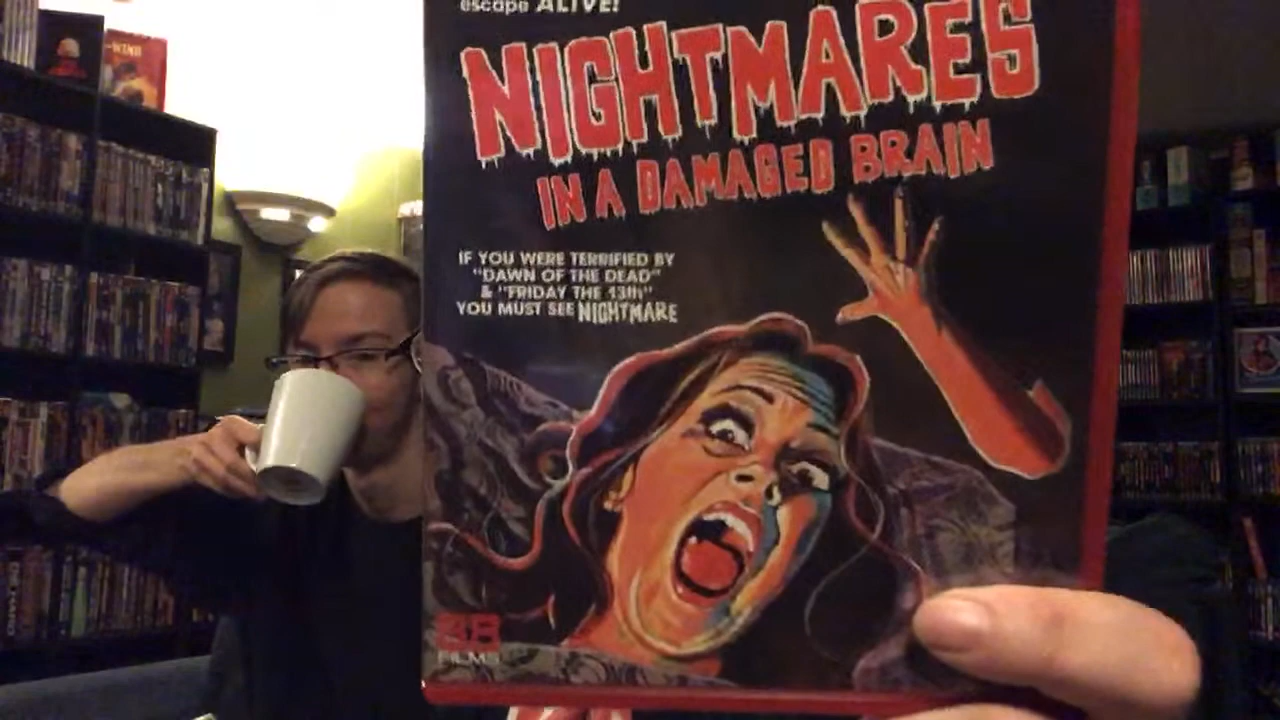 escape ALIVE!
NIGHTMARES
IN A DAMAGED BRAIN
IF YOU WERE TERRIFIED BY
"DAWN OF THE DEAD"
& "FRIDAY THE 13th"
YOU MUST SEE NIGHTMARE
88
FILMS